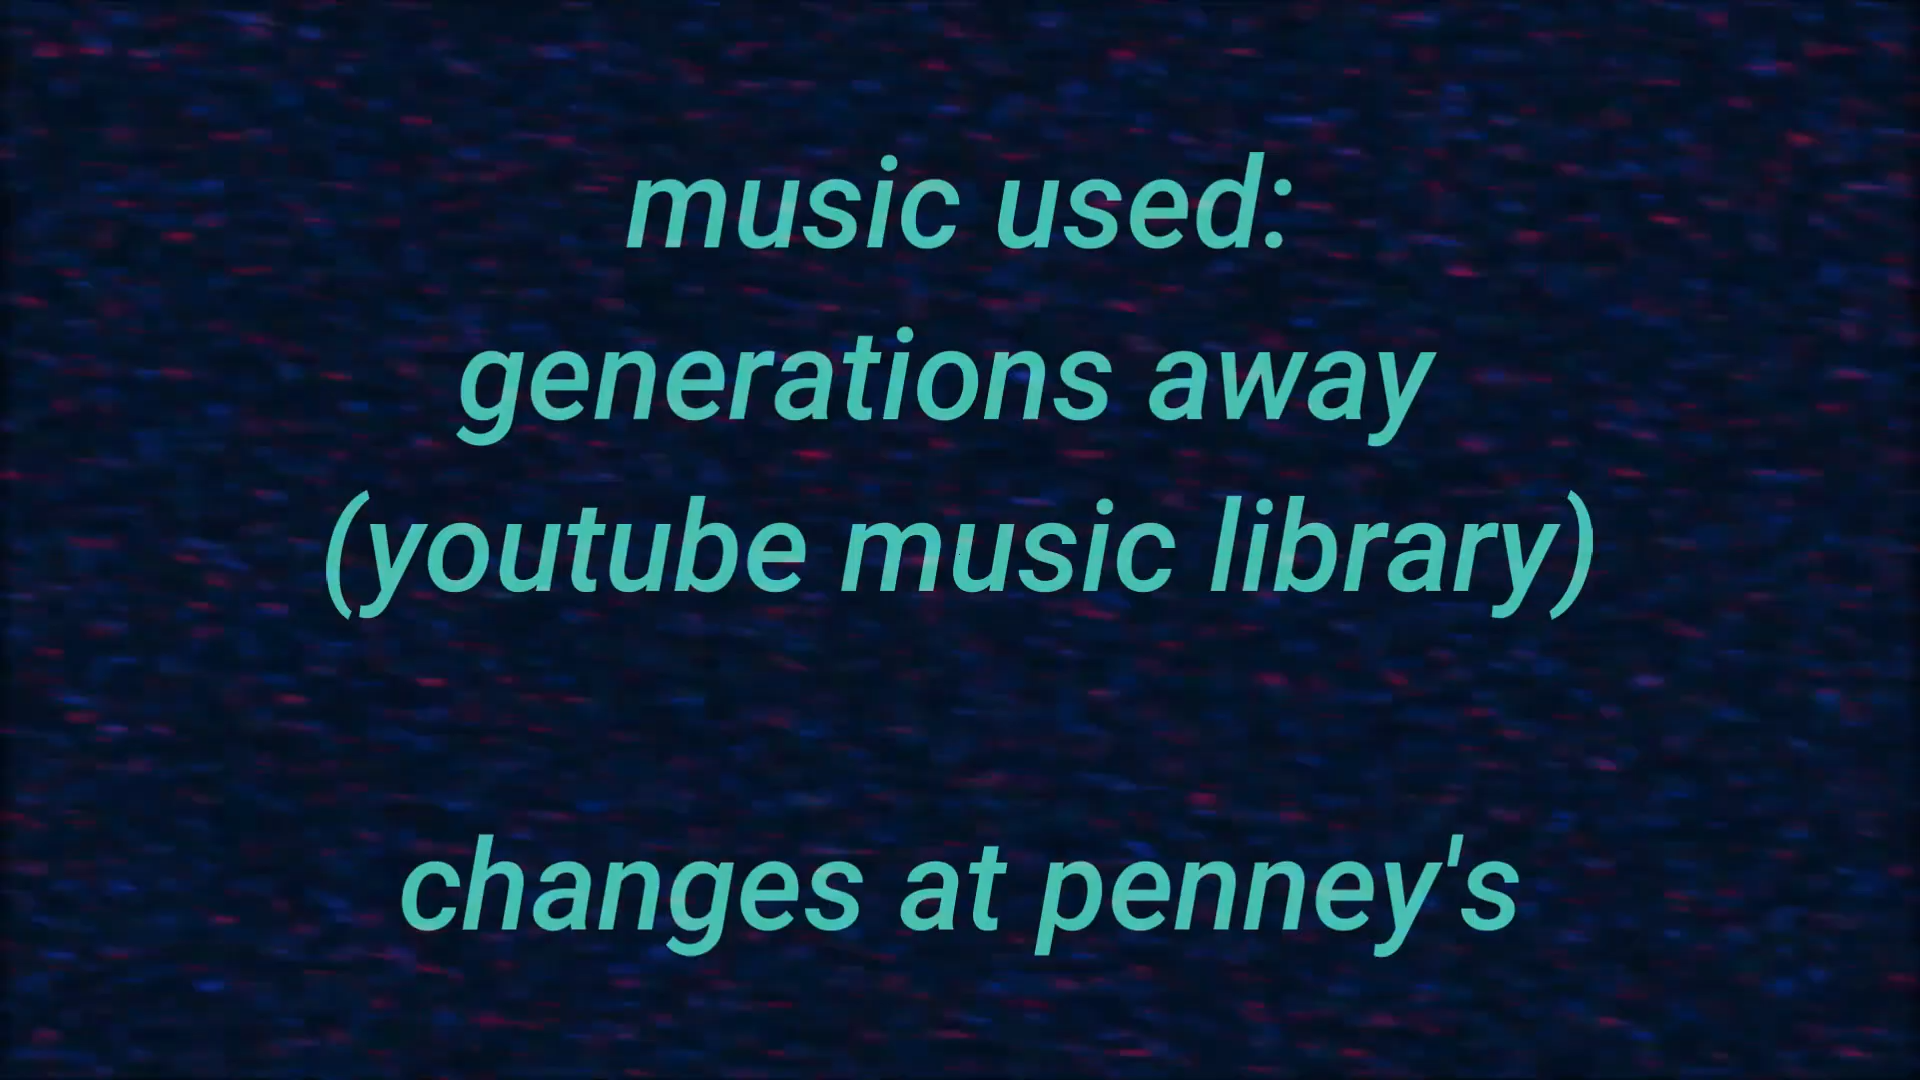 music used:
generations away
(youtube music library)
changes at penney's